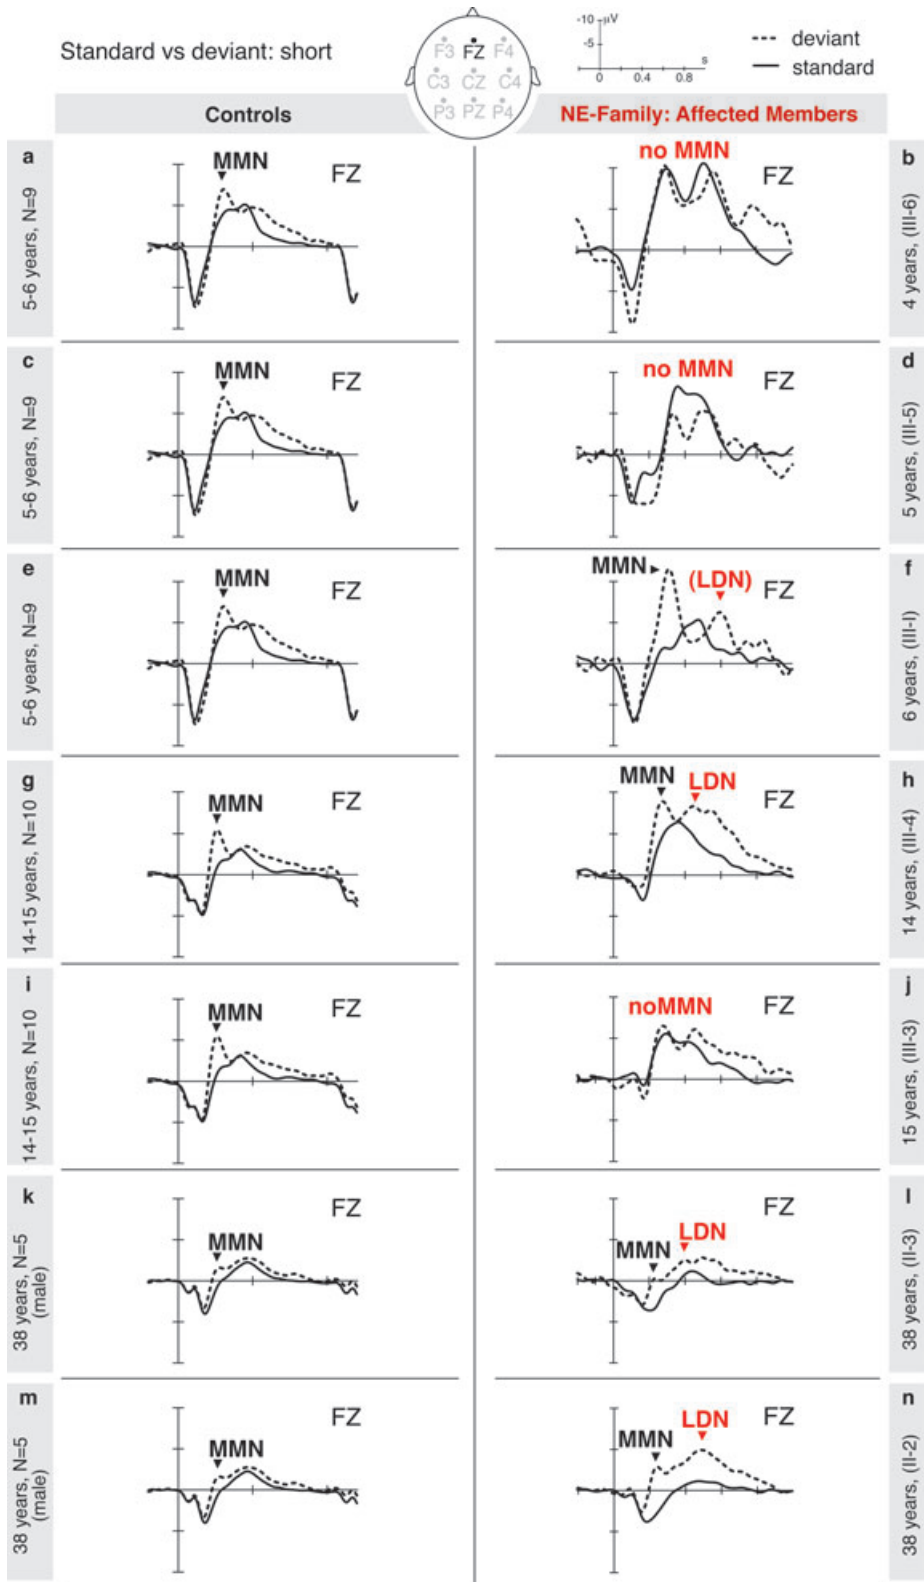 Standard vs deviant: short
F3 FZ F4
C3 CZ C4
P3 PZ P4
-10 µV
-5
0 0.4 0.8 s
deviant
standard
Controls
NE-Family: Affected Members
a
5-6 years, N=9
MMN
FZ
b
4 years, (III-6)
no MMN
FZ
c
5-6 years, N=9
MMN
FZ
d
5 years, (III-5)
no MMN
FZ
e
5-6 years, N=9
MMN
FZ
f
6 years, (III-I)
MMN
(LDN)
FZ
g
14-15 years, N=10
MMN
FZ
h
14 years, (III-4)
MMN
LDN
FZ
i
14-15 years, N=10
MMN
FZ
j
15 years, (III-3)
noMMN
FZ
k
38 years, N=5
(male)
MMN
FZ
l
38 years, (II-3)
MMN
LDN
FZ
m
38 years, N=5
(male)
MMN
FZ
n
38 years, (II-2)
MMN
LDN
FZ